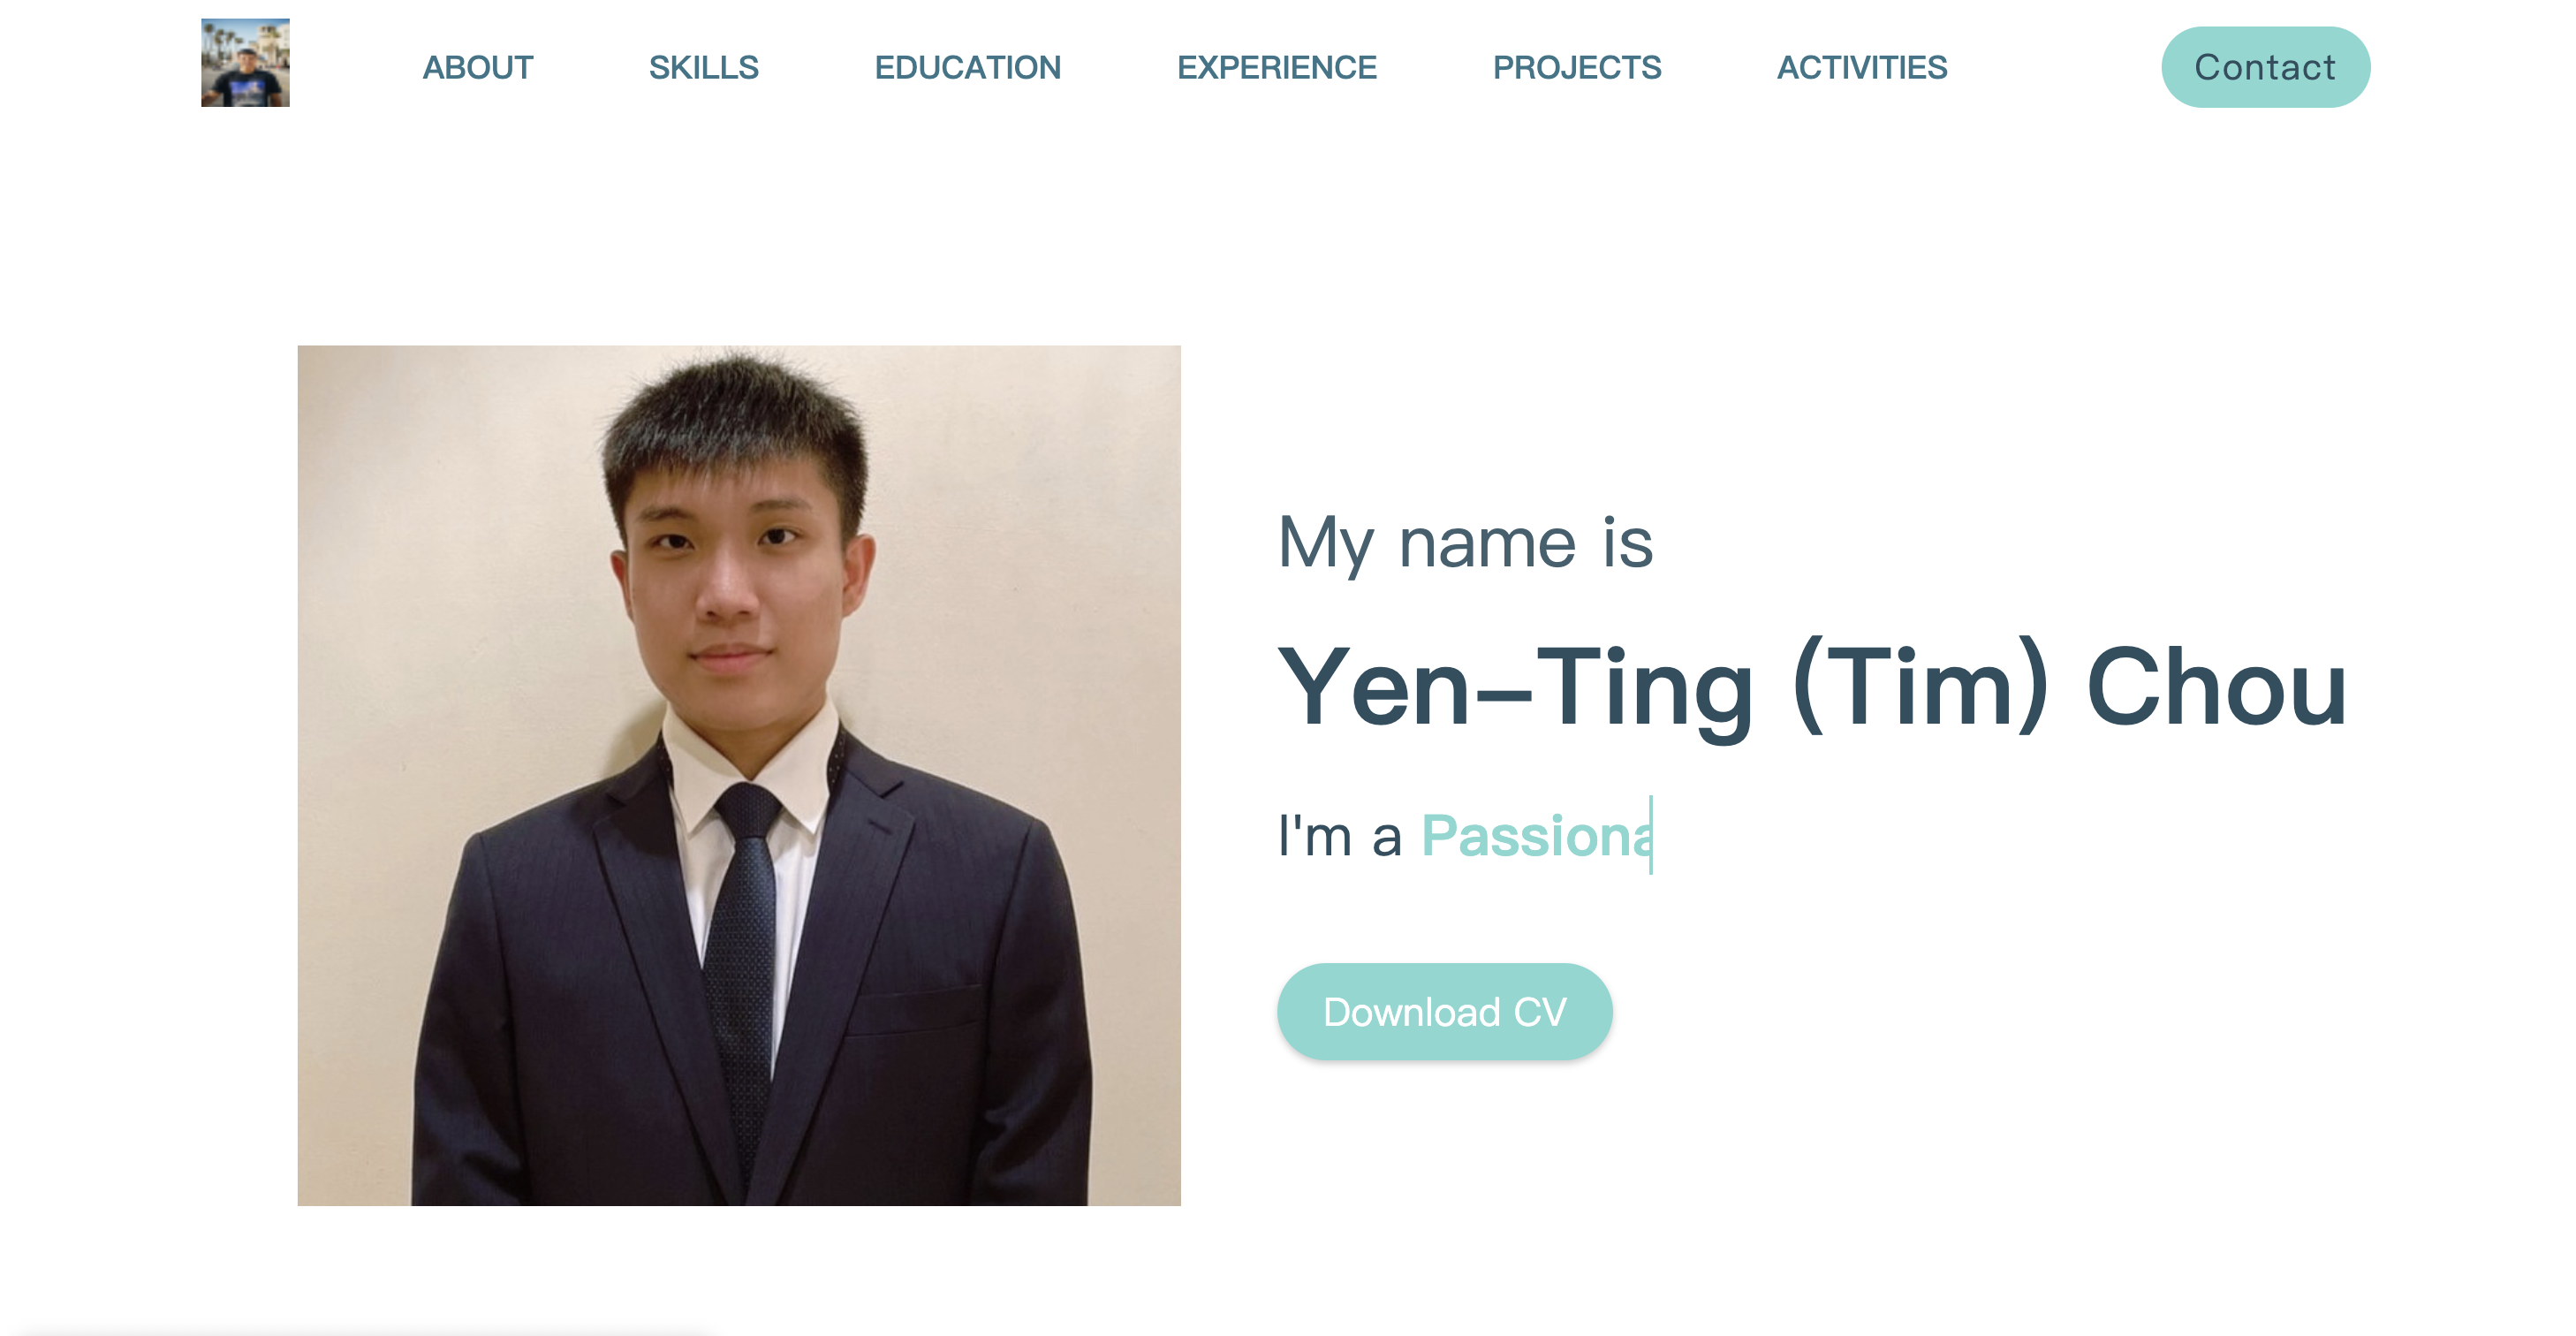 ABOUT SKILLS EDUCATION EXPERIENCE PROJECTS ACTIVITIES Contact
My name is
Yen-Ting (Tim) Chou
I'm a Passiona
Download CV